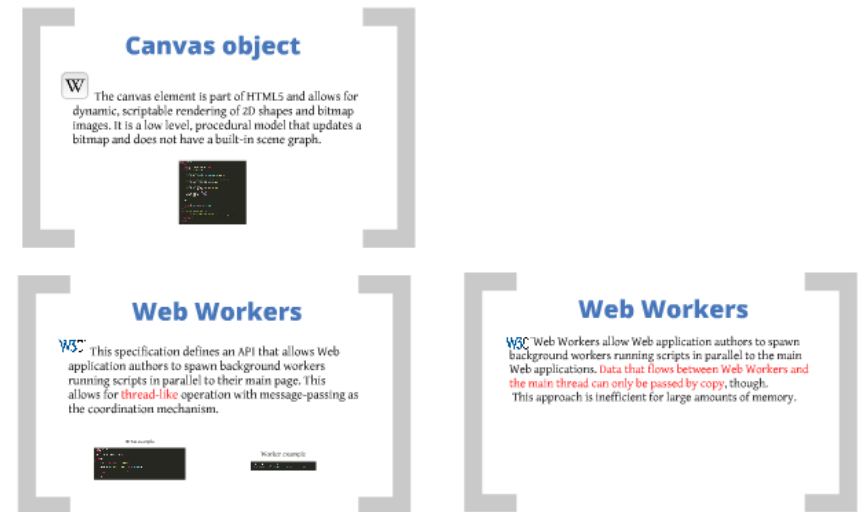 Canvas object
W
The canvas element is part of HTML5 and allows for
dynamic, scriptable rendering of 2D shapes and bitmap
images. It is a low level, procedural model that updates a
bitmap and does not have a built-in scene graph.
Web Workers
W3C This specification defines an API that allows Web
application authors to spawn background workers
running scripts in parallel to their main page. This
allows for thread-like operation with message-passing as
the coordination mechanism.
Worker example
Web Workers
W3C Web Workers allow Web application authors to spawn
background workers running scripts in parallel to the main
Web applications. Data that flows between Web Workers and
the main thread can only be passed by copy, though.
This approach is inefficient for large amounts of memory.